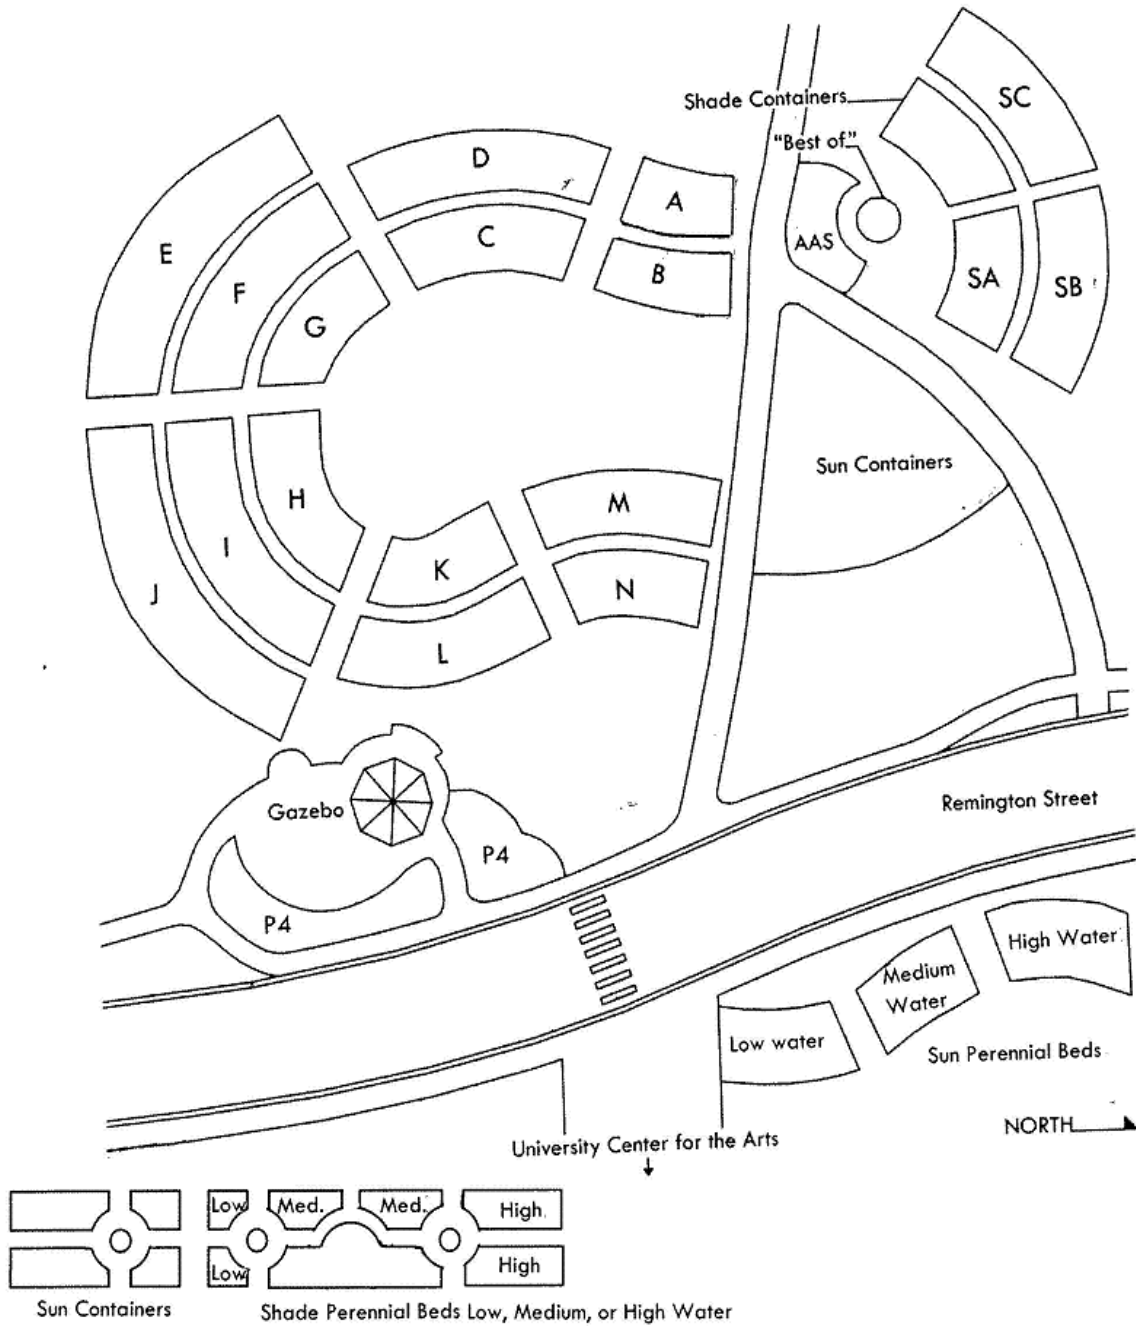 SC
Shade Containers
"Best of"
D
A
C
E
AAS
B
SA
SB
F
G
Sun Containers
H
M
I
K
N
J
L
Gazebo
Remington Street
P4
P4
High Water
Medium
Water
Low water
Sun Perennial Beds
NORTH
University Center for the Arts
Low
Med.
Med.
High
Low
High
Sun Containers
Shade Perennial Beds Low, Medium, or High Water